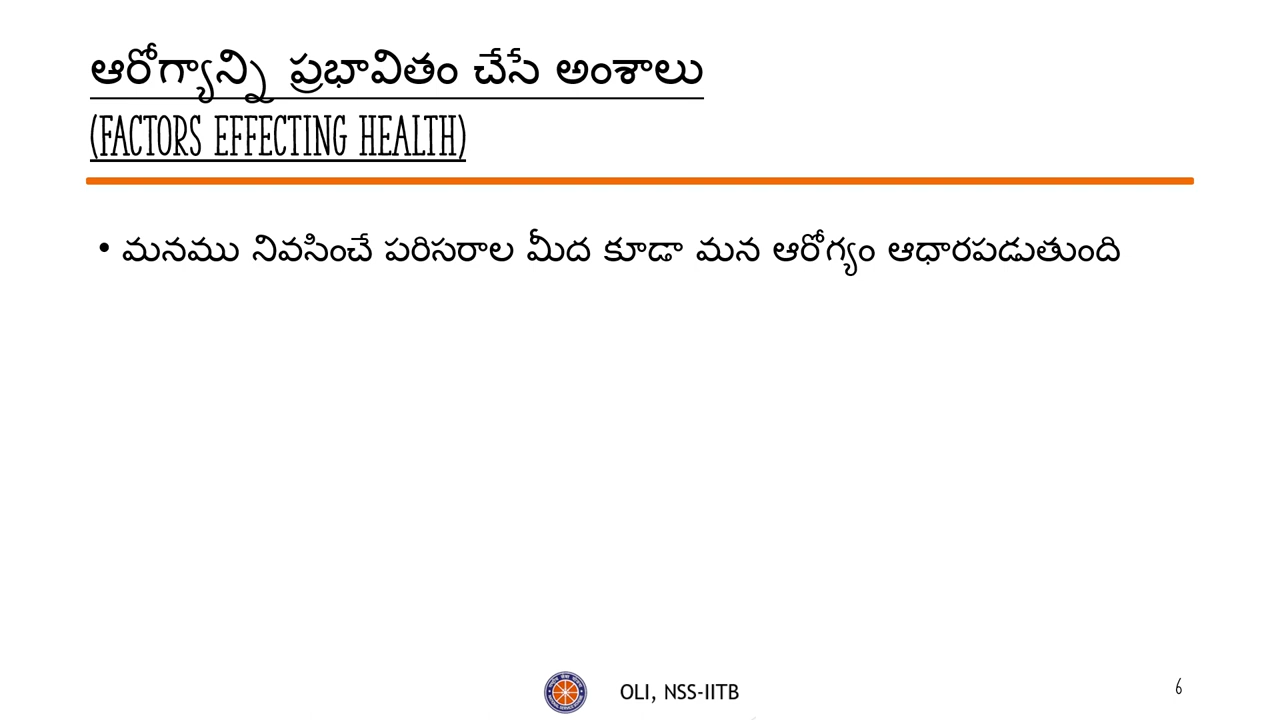 ఆరోగ్యాన్ని ప్రభావితం చేసే అంశాలు
(FACTORS EFFECTING HEALTH)
• మనము నివసించే పరిసరాల మీద కూడా మన ఆరోగ్యం ఆధారపడుతుంది
OLI, NSS-IITB
6